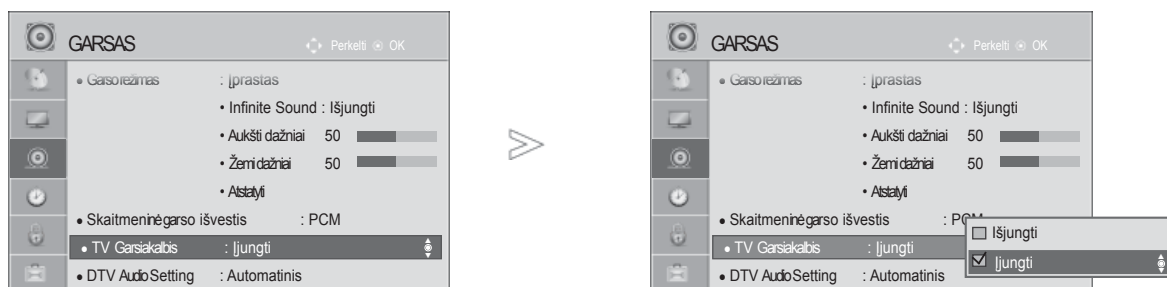 GARSAS Perkelti OK
• Garso režimas : Įprastas
• Infinite Sound : Išjungti
• Aukšti dažniai 50
• Žemi dažniai 50
• Atstatyti
• Skaitmeninė garso išvestis : PCM
• TV Garsiakalbis : Įjungti
• DTV Audio Setting : Automatinis
GARSAS Perkelti OK
• Garso režimas : Įprastas
• Infinite Sound : Išjungti
• Aukšti dažniai 50
• Žemi dažniai 50
• Atstatyti
• Skaitmeninė garso išvestis : PCM
• TV Garsiakalbis : Įjungti
• DTV Audio Setting : Automatinis
Išjungti
Įjungti